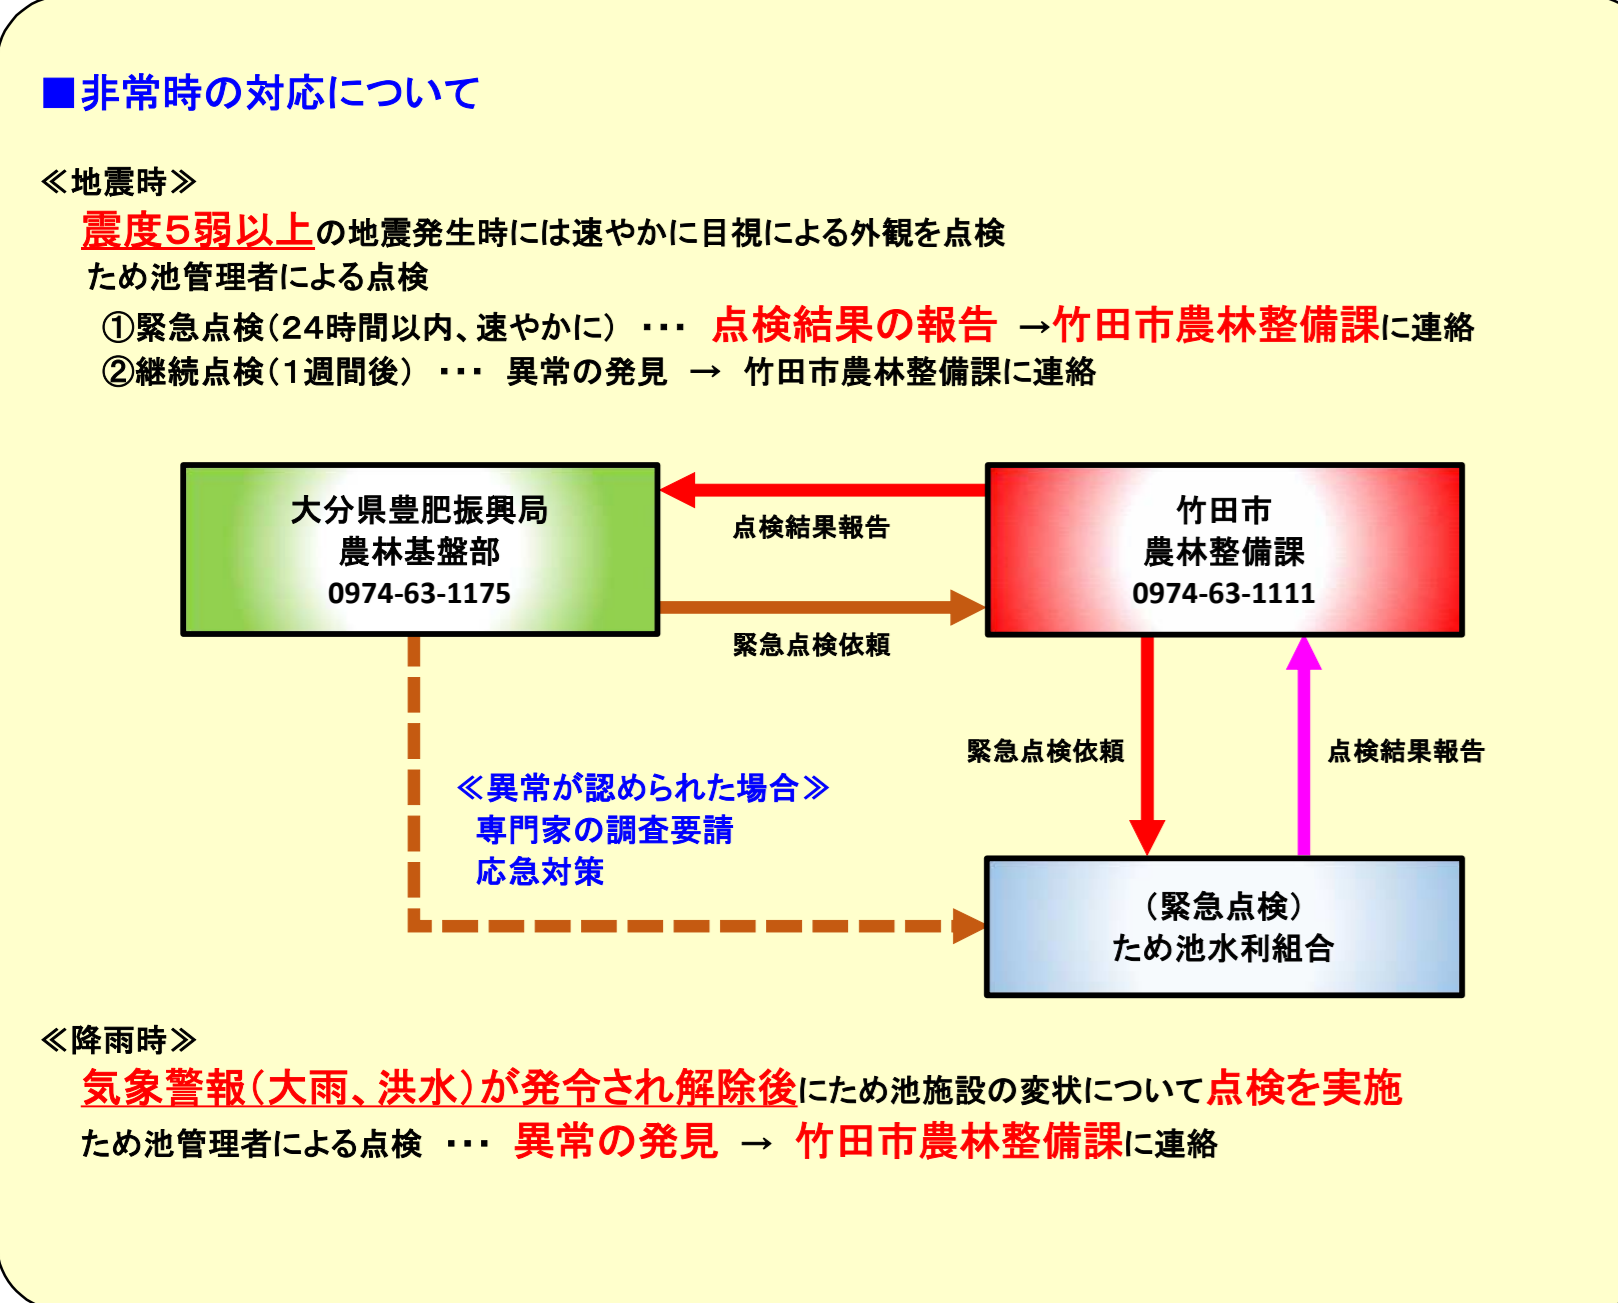 ■非常時の対応について
≪地震時≫
震度５弱以上の地震発生時には速やかに目視による外観を点検
ため池管理者による点検
①緊急点検（２４時間以内、速やかに） ･･･ 点検結果の報告 →竹田市農林整備課に連絡
②継続点検（１週間後） ･･･ 異常の発見 → 竹田市農林整備課に連絡
大分県豊肥振興局
農林基盤部
0974-63-1175
点検結果報告
緊急点検依頼
竹田市
農林整備課
0974-63-1111
緊急点検依頼
点検結果報告
≪異常が認められた場合≫
専門家の調査要請
応急対策
（緊急点検）
ため池水利組合
≪降雨時≫
気象警報（大雨、洪水）が発令され解除後にため池施設の変状について点検を実施
ため池管理者による点検 ･･･ 異常の発見 → 竹田市農林整備課に連絡